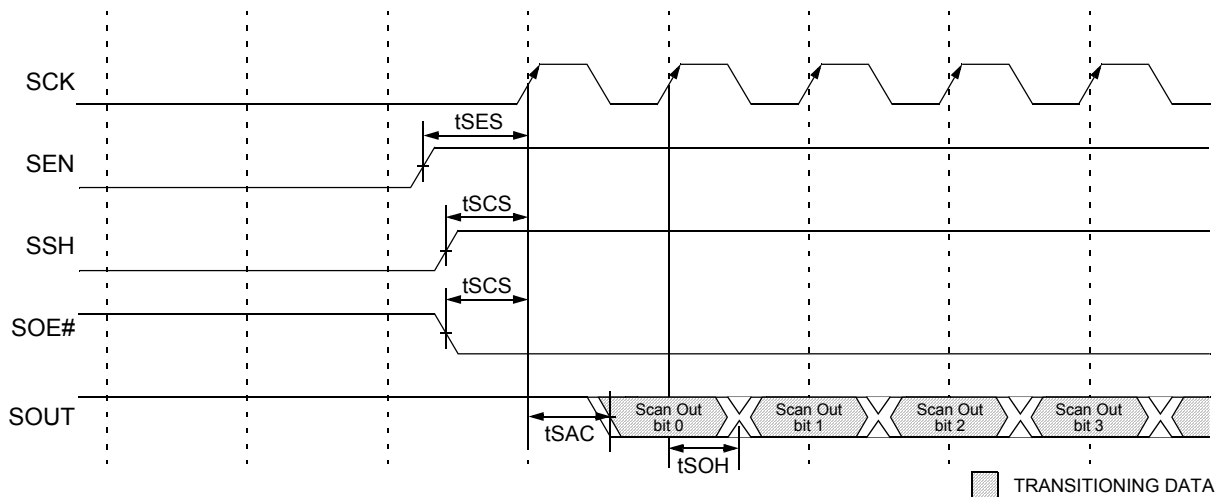 SCK
tSES
SEN
tSCS
SSH
tSCS
SOE#
SOUT
Scan Out
bit 0
Scan Out
bit 1
Scan Out
bit 2
Scan Out
bit 3
tSAC
tSOH
TRANSITIONING DATA